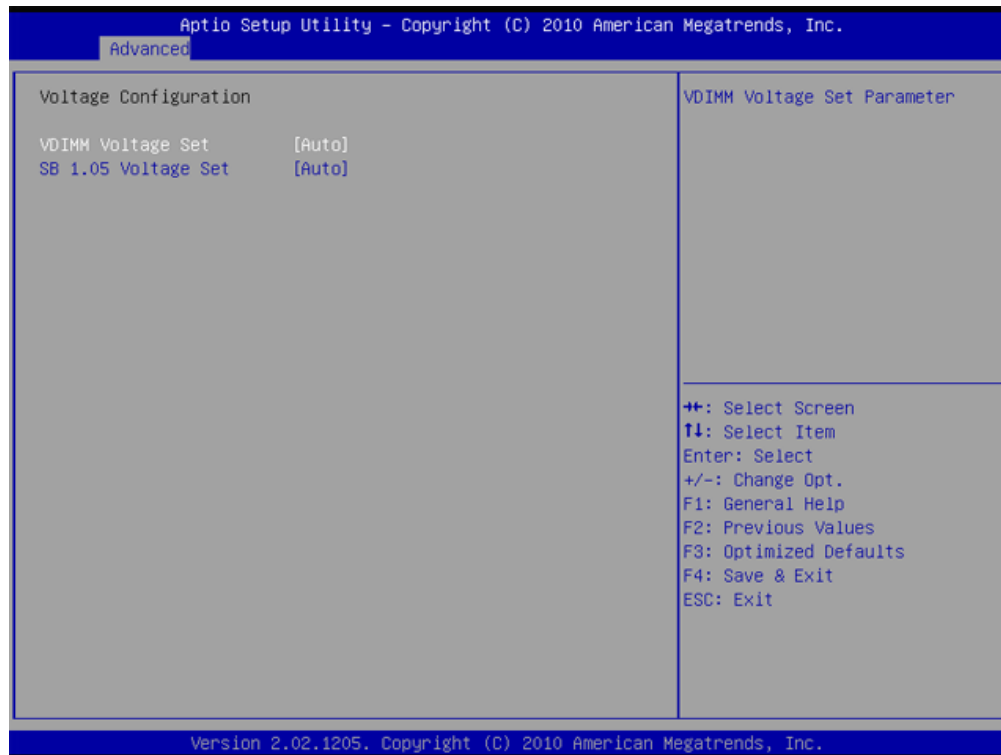 Aptio Setup Utility – Copyright (C) 2010 American Megatrends, Inc.
Advanced
Voltage Configuration
VDIMM Voltage Set [Auto]
SB 1.05 Voltage Set [Auto]
VDIMM Voltage Set Parameter
→←: Select Screen
↑↓: Select Item
Enter: Select
+/-: Change Opt.
F1: General Help
F2: Previous Values
F3: Optimized Defaults
F4: Save & Exit
ESC: Exit
Version 2.02.1205. Copyright (C) 2010 American Megatrends, Inc.